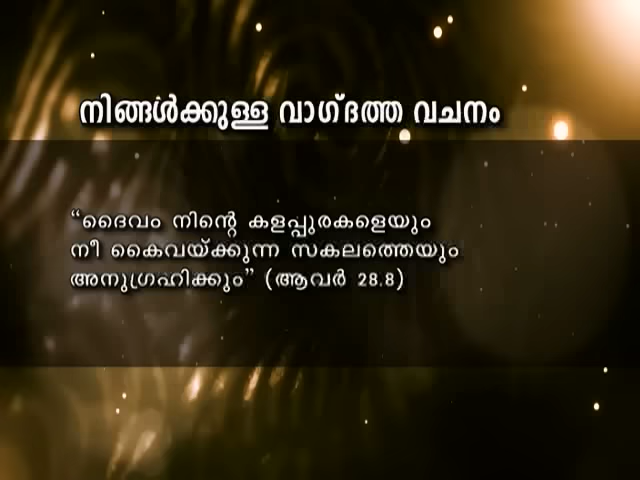 നിങ്ങൾക്കുള്ള വാഗ്ദത്ത വചനം
“ദൈവം നിന്റെ കളപ്പുരകളെയും
നീ കൈവയ്ക്കുന്ന സകലത്തെയും
അനുഗ്രഹിക്കും” (ആവർ 28.8)